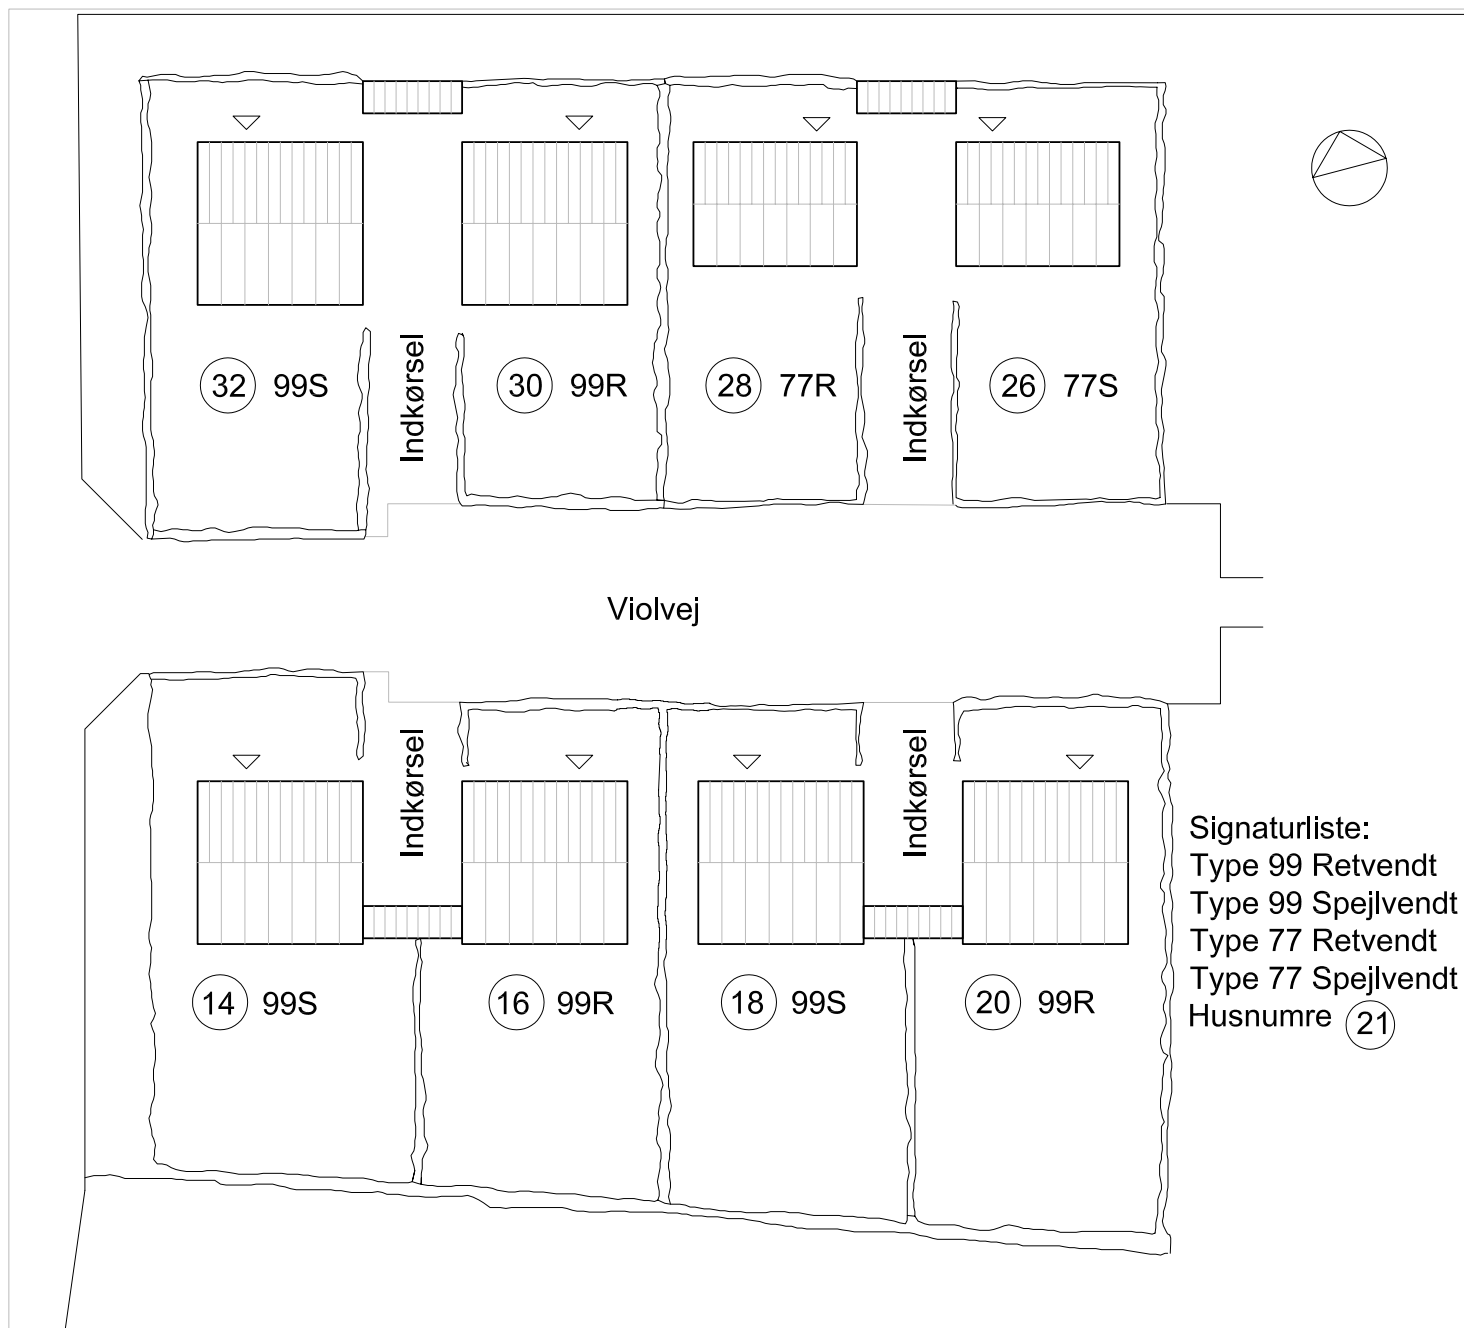 32 99S
Indkørsel
30 99R
28 77R
Indkørsel
26 77S
Violvej
Indkørsel
Indkørsel
14 99S
16 99R
18 99S
20 99R
Signaturliste:
Type 99 Retvendt
Type 99 Spejlvendt
Type 77 Retvendt
Type 77 Spejlvendt
Husnumre 21